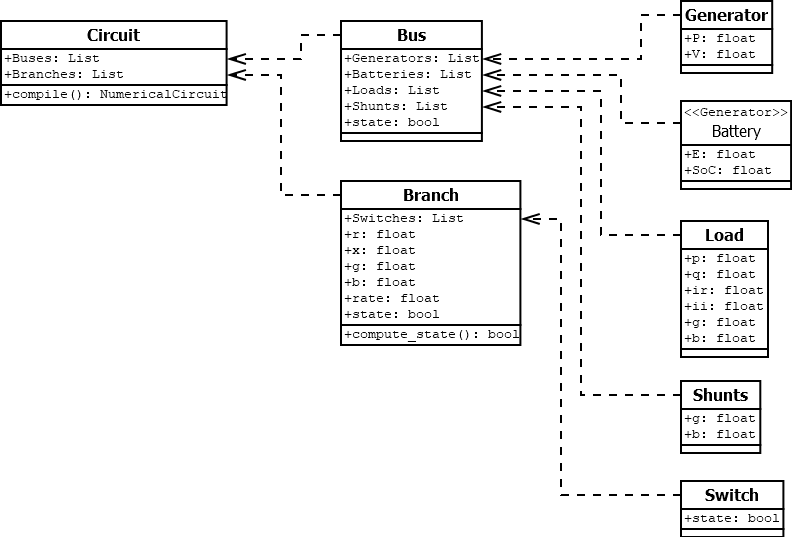 Circuit
+Buses: List
+Branches: List
+compile(): NumericalCircuit
Bus
+Generators: List
+Batteries: List
+Loads: List
+Shunts: List
+state: bool
Branch
+Switches: List
+r: float
+x: float
+g: float
+b: float
+rate: float
+state: bool
+compute_state(): bool
Generator
+P: float
+V: float
<<Generator>>
Battery
+E: float
+SoC: float
Load
+p: float
+q: float
+ir: float
+ii: float
+g: float
+b: float
Shunts
+g: float
+b: float
Switch
+state: bool